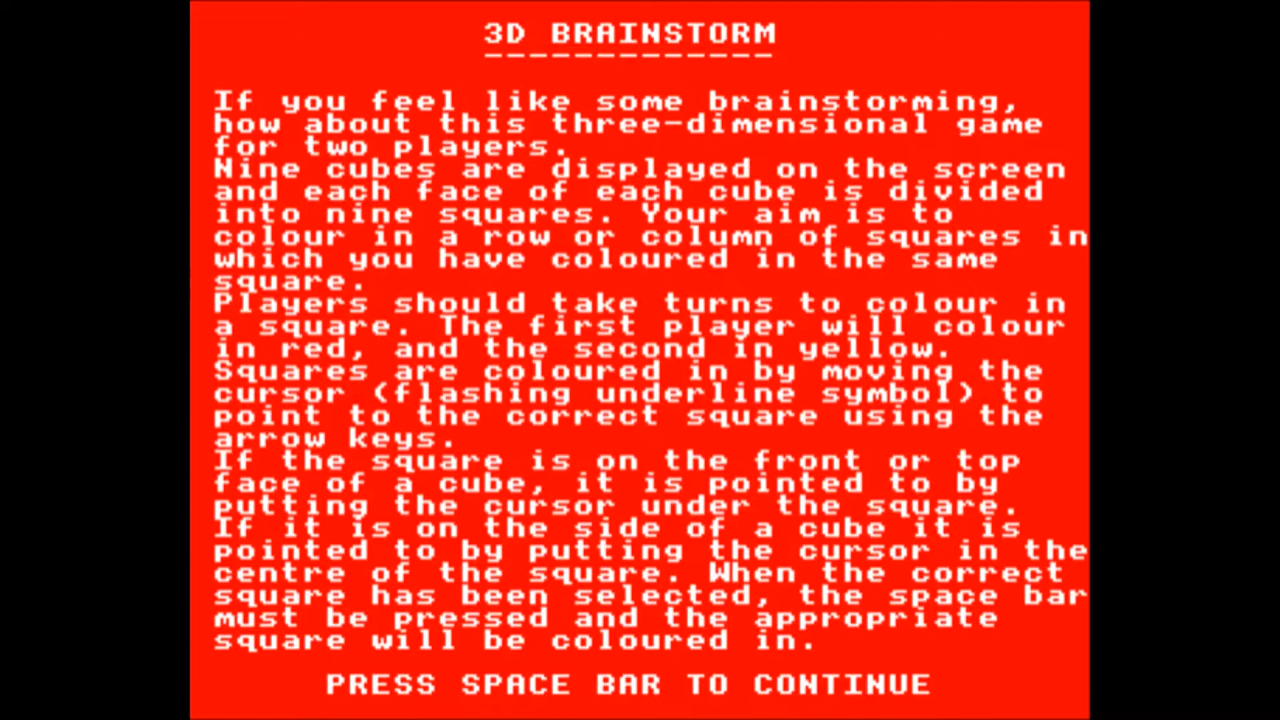 3D BRAINSTORM
-------------
If you feel like some brainstorming,
how about this three-dimensional game
for two players.
Nine cubes are displayed on the screen
and each face of each cube is divided
into nine squares. Your aim is to
colour in a row or column of squares in
which you have coloured in the same
square.
Players should take turns to colour in
a square. The first player will colour
in red, and the second in yellow.
Squares are coloured in by moving the
cursor (flashing underline symbol) to
point to the correct square using the
arrow keys.
If the square is on the front or top
face of a cube, it is pointed to by
putting the cursor under the square.
If it is on the side of a cube it is
pointed to by putting the cursor in the
centre of the square. When the correct
square has been selected, the space bar
must be pressed and the appropriate
square will be coloured in.
PRESS SPACE BAR TO CONTINUE